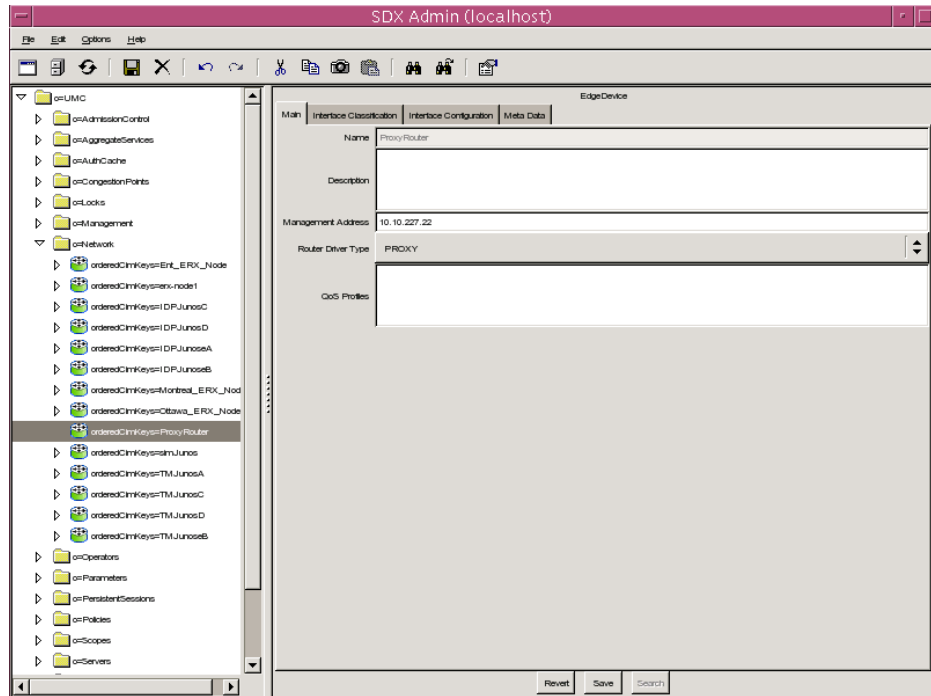 SDX Admin (localhost)
File Edit Options Help
o=UMC
o=AdmissionControl
o=AggregateServices
o=AuthCache
o=CongestionPoints
o=Locks
o=Management
o=Network
orderedCimKeys=Ent_ERX_Node
orderedCimKeys=erx-node1
orderedCimKeys=IDPJunosC
orderedCimKeys=IDPJunosD
orderedCimKeys=IDPJunoseA
orderedCimKeys=IDPJunoseB
orderedCimKeys=Montreal_ERX_Nod
orderedCimKeys=Ottawa_ERX_Node
orderedCimKeys=ProxyRouter
orderedCimKeys=simJunos
orderedCimKeys=TMJunosA
orderedCimKeys=TMJunosC
orderedCimKeys=TMJunosD
orderedCimKeys=TMJunoseB
o=Operators
o=Parameters
o=PersistentSessions
o=Policies
o=Scopes
o=Servers
EdgeDevice
Main Interface Classification Interface Configuration Meta Data
Name ProxyRouter
Description
Management Address 10.10.227.22
Router Driver Type PROXY
QoS Profiles
Revert Save Search